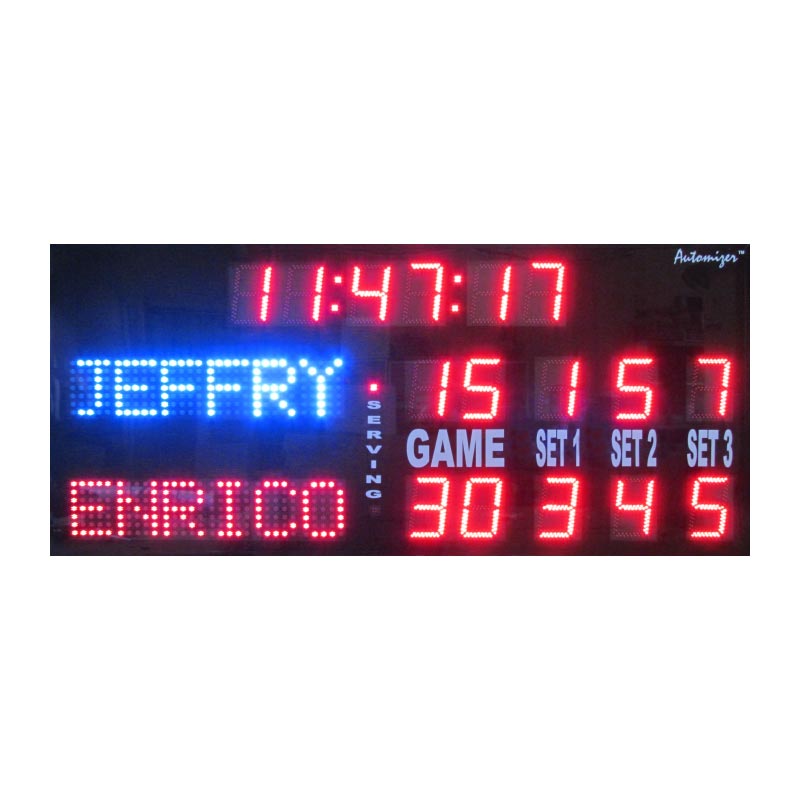 Automizer™
11:47:17
JEFFRY 15 1 5 7
SERVING
GAME SET 1 SET 2 SET 3
ENRICO 30 3 4 5